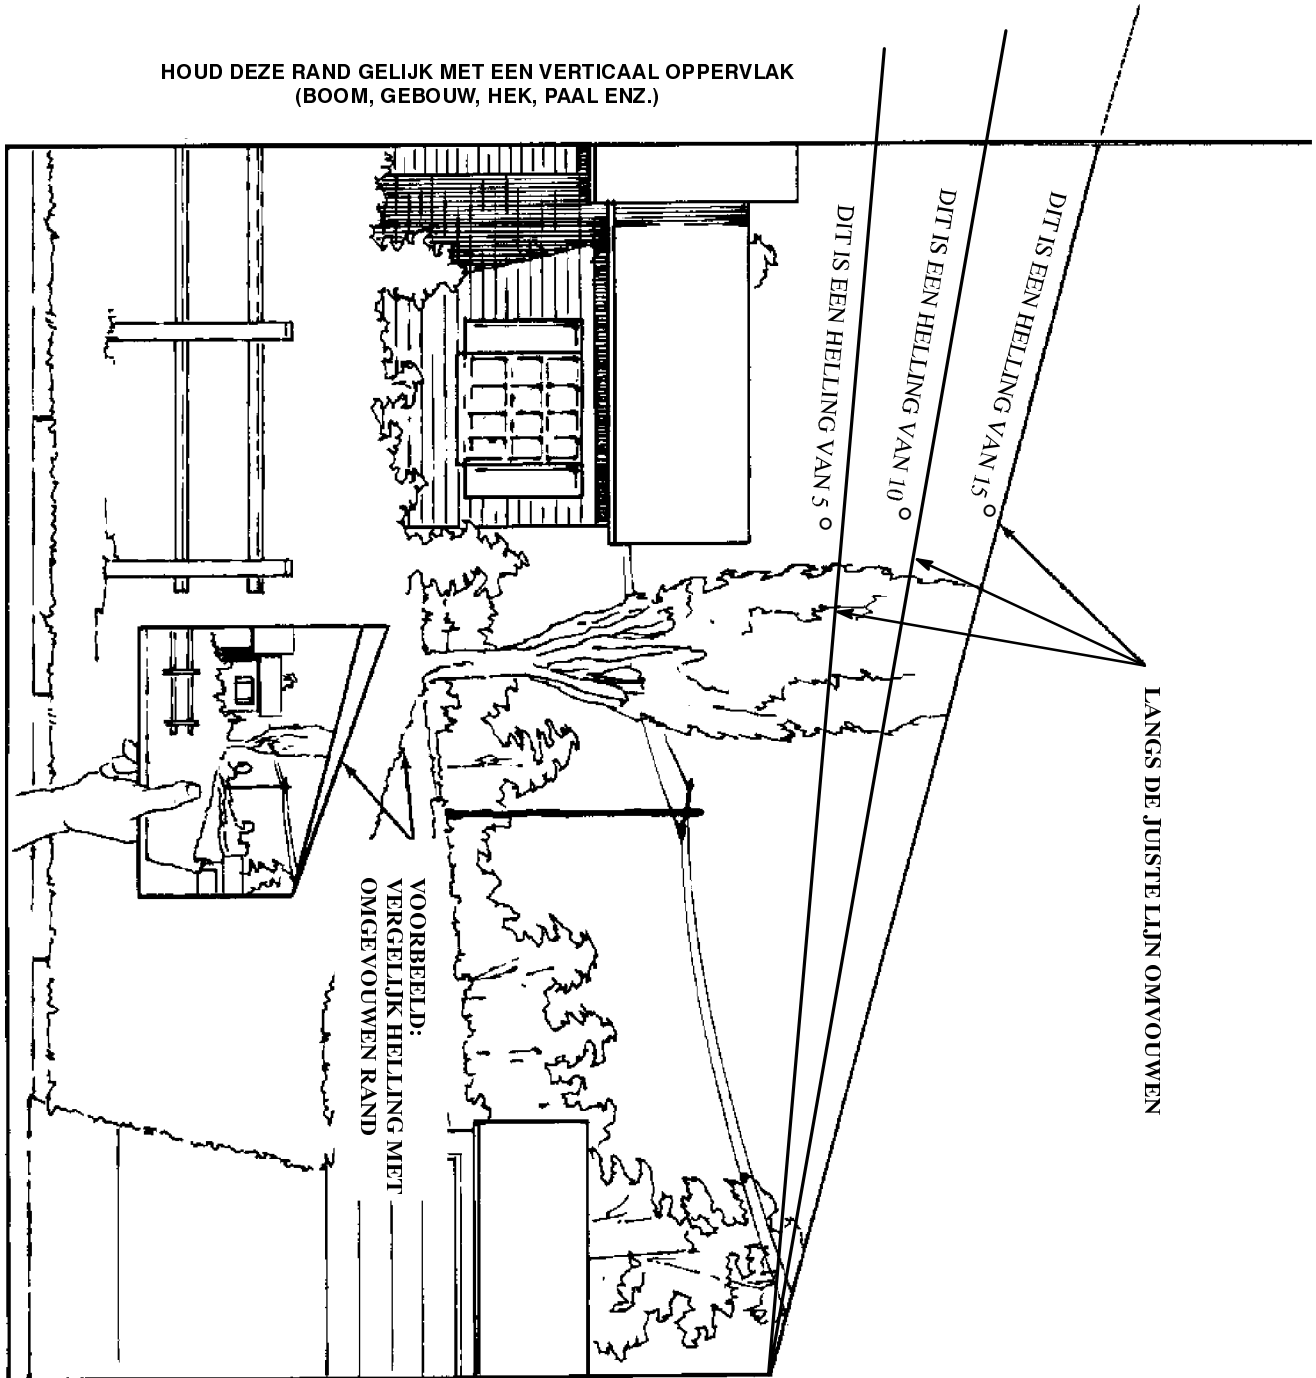 HOUD DEZE RAND GELIJK MET EEN VERTICAAL OPPERVLAK
(BOOM, GEBOUW, HEK, PAAL ENZ.)
DIT IS EEN HELLING VAN 5°
DIT IS EEN HELLING VAN 10°
DIT IS EEN HELLING VAN 15°
LANGS DE JUISTE LIJN OMVOUWEN
VOORBEELD:
VERGELIJK HELLING MET
OMGEVOUWEN RAND